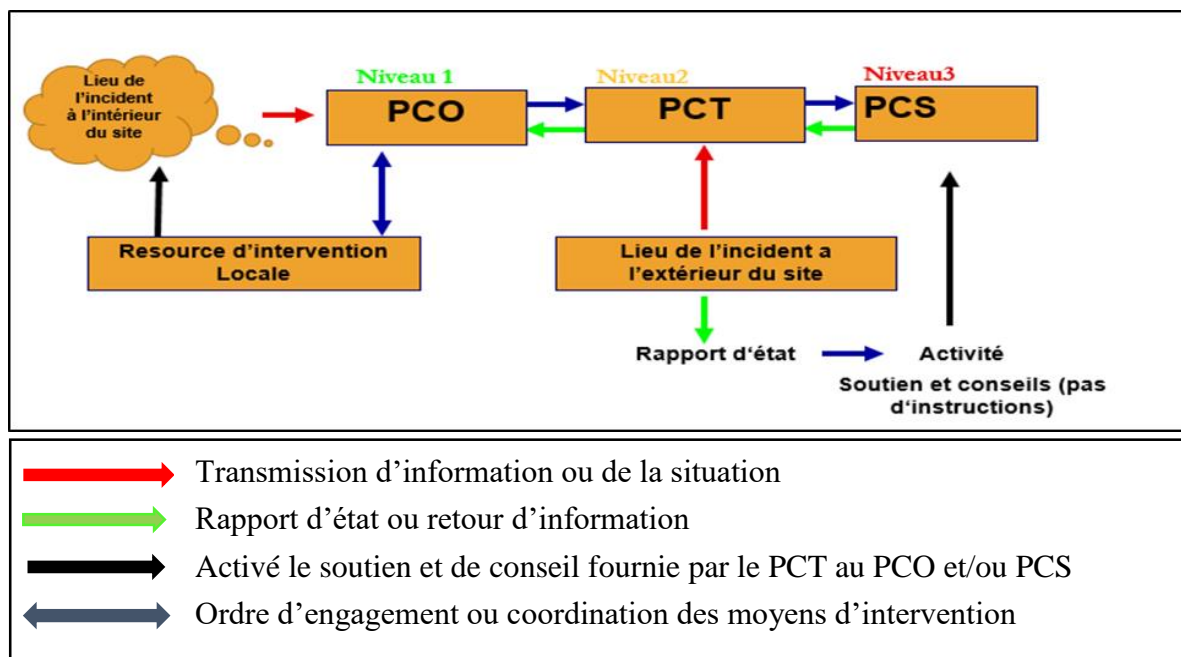 Lieu de
l'incident
à l'intérieur
du site
Niveau 1
PCO
Niveau2
PCT
Niveau3
PCS
Resource d'intervention
Locale
Lieu de l'incident a
l'extérieur du site
Rapport d'état
Activité
Soutien et conseils (pas
d'instructions)
Transmission d'information ou de la situation
Rapport d'état ou retour d'information
Activé le soutien et de conseil fournie par le PCT au PCO et/ou PCS
Ordre d'engagement ou coordination des moyens d'intervention